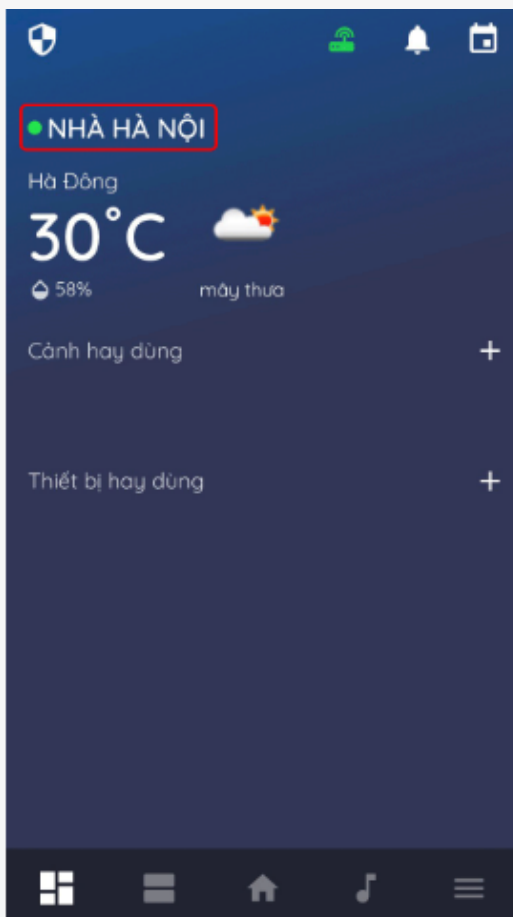 NHÀ HÀ NỘI
Hà Đông
30°C
58%
mây thưa
Cảnh hay dùng
Thiết bị hay dùng